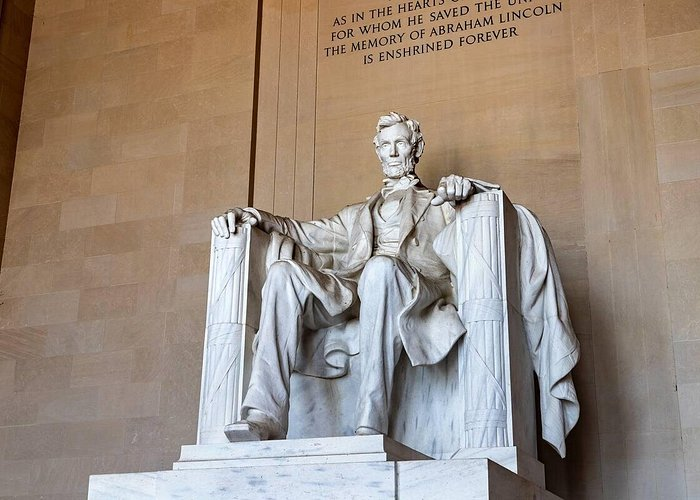 AS IN THE HEARTS
FOR WHOM HE SAVED THE
THE MEMORY OF ABRAHAM LINCOLN
IS ENSHRINED FOREVER